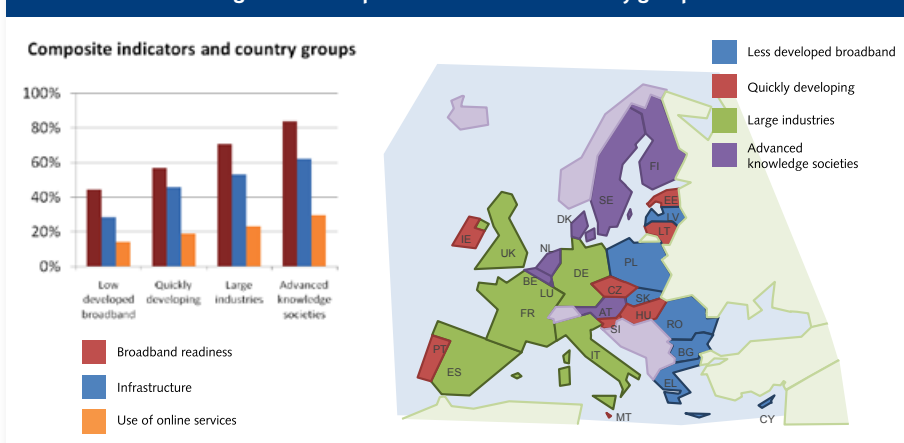 Composite indicators and country groups
100%
80%
60%
40%
20%
0%
Low developed broadband
Quickly developing
Large industries
Advanced knowledge societies
Broadband readiness
Infrastructure
Use of online services
Less developed broadband
Quickly developing
Large industries
Advanced
knowledge societies
FI
SE
EE
LV
LT
DK
IE
UK
NL
BE
LU
DE
PL
CZ
SK
AT
HU
SI
FR
RO
BG
IT
PT
ES
EL
MT
CY